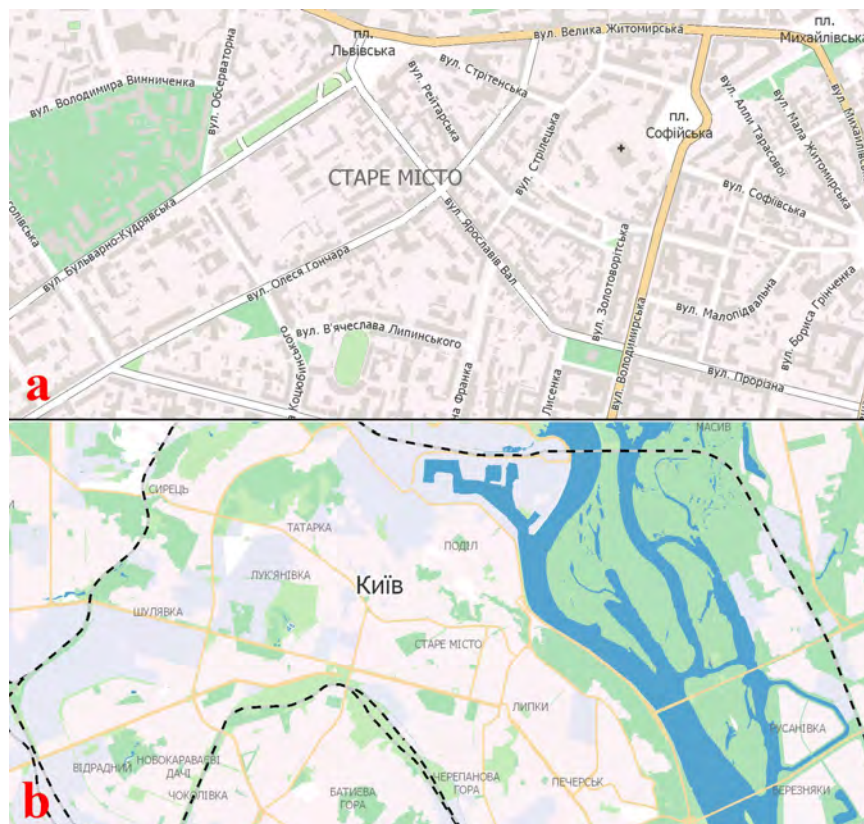 пл.
Львівська
вул. Велика Житомирська
пл.
Михайлівська
вул. Обсерваторна
вул. Володимира Винниченка
вул. Стрітенська
вул. Рейтарська
вул. Стрілецька
пл.
Софійська
вул. Алли Тарасової
вул. Мала Житомирська
вул. Михайлівсь
СТАРЕ МІСТО
вул. Софіївська
голівська
вул. Бульварно-Кудрявська
вул. Олеся Гончара
вул. Ярославів Вал
вул. Золотоворітська
вул. Малопідвальна
вул. Бориса Грінченка
вул. В'ячеслава Липинського
а Коцюбинського
на Франка
Лисенка
вул. Володимирська
вул. Прорізна
a
МАСИВ
СИРЕЦЬ
ТАТАРКА
ПОДІЛ
ЛУК'ЯНІВКА
Київ
ШУЛЯВКА
СТАРЕ МІСТО
ЛИПКИ
РУСАНІВКА
ВІДРАДНИЙ
НОВОКАРАВАЄВІ
ДАЧІ
ЧОКОЛІВКА
БАТИЄВА
ГОРА
ЧЕРЕПАНОВА
ГОРА
ПЕЧЕРСЬК
БЕРЕЗНЯКИ
b